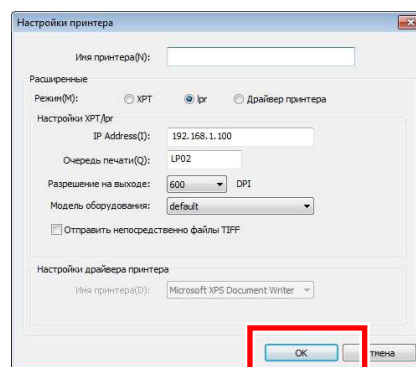 Настройки принтера
Имя принтера(N):
Расширенные
Режим(M): XPT lpr Драйвер принтера
Настройки XPT/lpr
IP Address(I): 192.168.1.100
Очередь печати(Q): LP02
Разрешение на выходе: 600 DPI
Модель оборудования: default
Отправить непосредственно файлы TIFF
Настройки драйвера принтера
Имя принтера(D): Microsoft XPS Document Writer
OK тмена